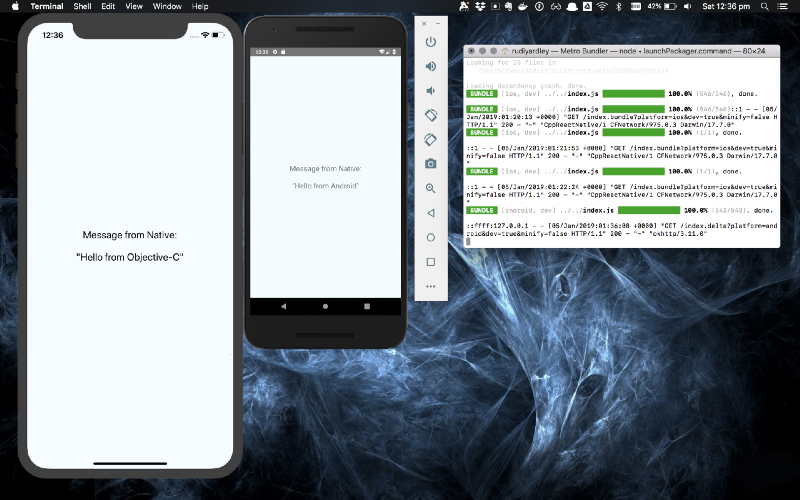 Terminal Shell Edit View Window Help
42% Sat 12:36 pm
12:36
Message from Native:
"Hello from Objective-C"
12:36
Message from Native:
"Hello from Android"
rudiyardley — Metro Bundler — node ◂ launchPackager.command — 80×24
Looking for JS files in
Loading dependency graph, done.
BUNDLE [ios, dev] ../../index.js 100.0% (546/546), done.
BUNDLE [ios, dev] ../../index.js 100.0% (546/546)::1 - - [05/
Jan/2019:01:20:13 +0000] "GET /index.bundle?platform=ios&dev=true&minify=false H
TTP/1.1" 200 - "-" "CppReactNative/1 CFNetwork/975.0.3 Darwin/17.7.0"
BUNDLE [ios, dev] ../../index.js 100.0% (1/1), done.
::1 - - [05/Jan/2019:01:21:53 +0000] "GET /index.bundle?platform=ios&dev=true&mi
nify=false HTTP/1.1" 200 - "-" "CppReactNative/1 CFNetwork/975.0.3 Darwin/17.7.0
"
BUNDLE [ios, dev] ../../index.js 100.0% (1/1), done.
::1 - - [05/Jan/2019:01:22:24 +0000] "GET /index.bundle?platform=ios&dev=true&mi
nify=false HTTP/1.1" 200 - "-" "CppReactNative/1 CFNetwork/975.0.3 Darwin/17.7.0
"
BUNDLE [android, dev] ../../index.js 100.0% (543/543), done.
::ffff:127.0.0.1 - - [05/Jan/2019:01:36:08 +0000] "GET /index.delta?platform=and
roid&dev=true&minify=false HTTP/1.1" 200 - "-" "okhttp/3.11.0"